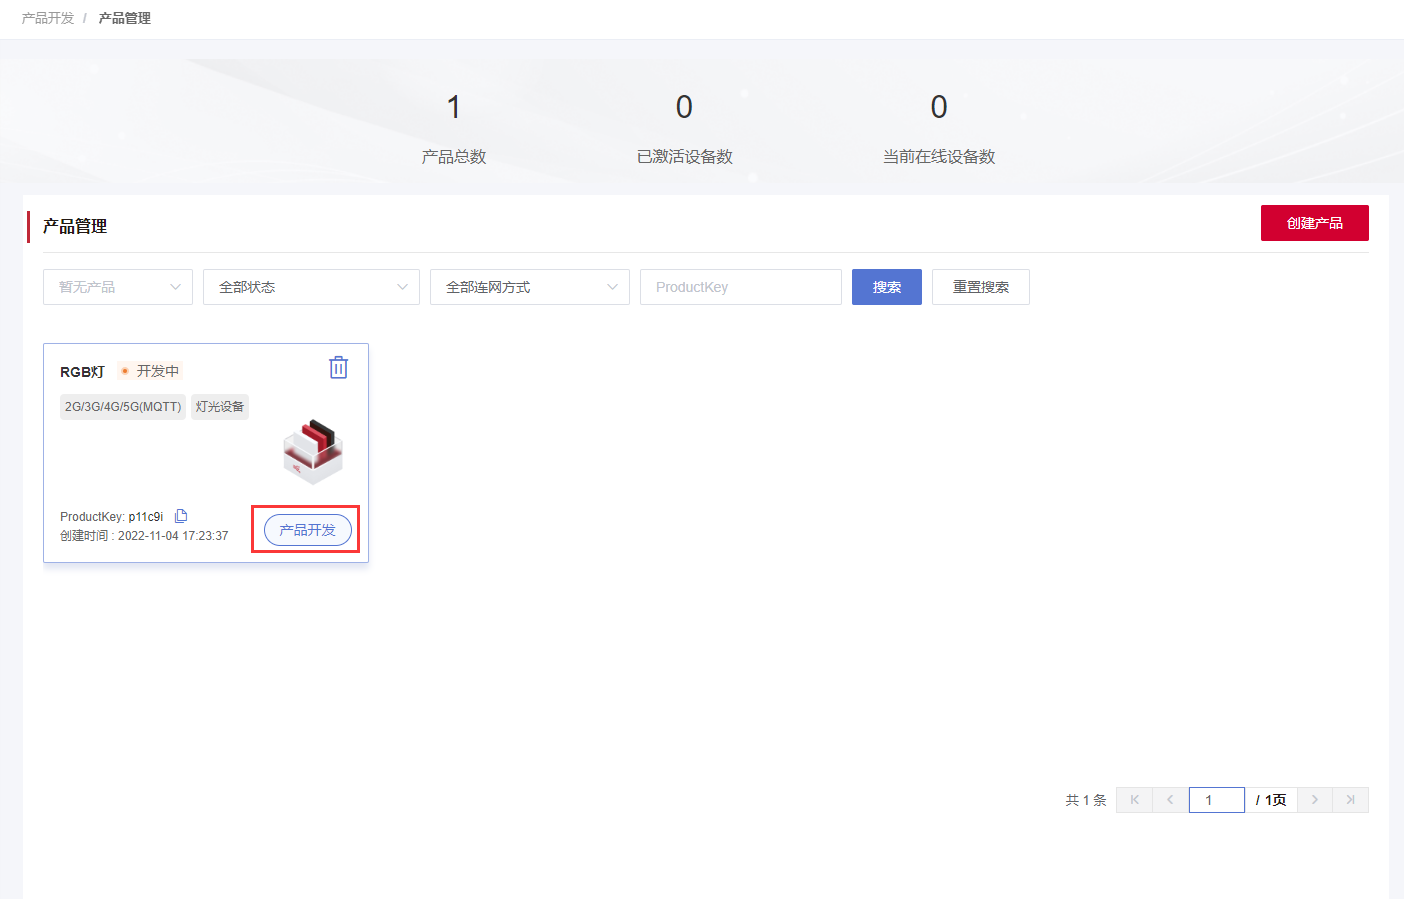 产品开发 / 产品管理
1
0
0
产品总数
已激活设备数
当前在线设备数
产品管理
创建产品
暂无产品
全部状态
全部连网方式
ProductKey
搜索
重置搜索
RGB灯
开发中
2G/3G/4G/5G(MQTT)
灯光设备
ProductKey: p11c9i
创建时间 : 2022-11-04 17:23:37
产品开发
共 1 条
1
/ 1页